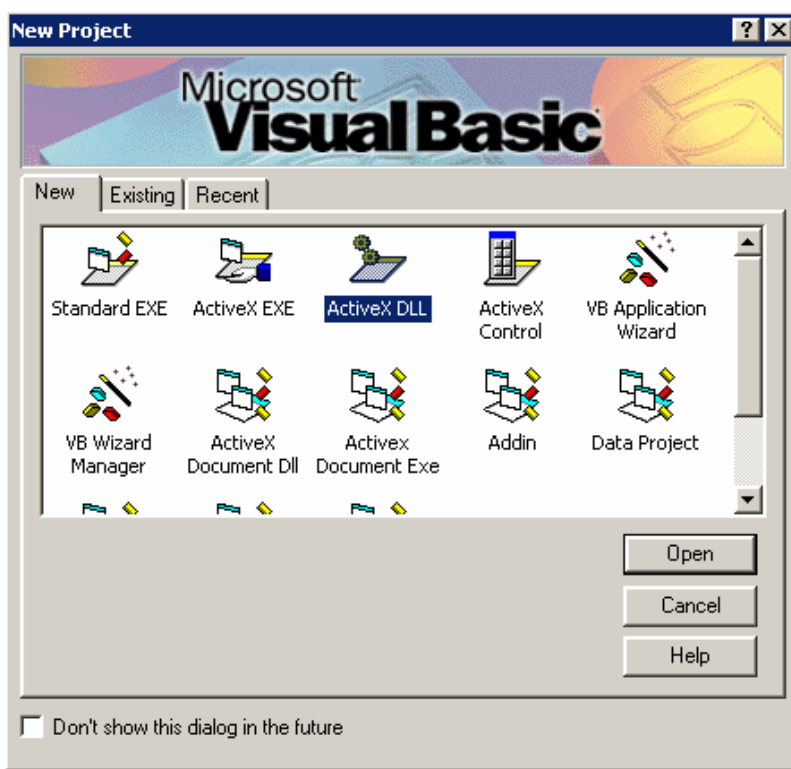 New Project
Microsoft
Visual Basic
New Existing Recent
Standard EXE ActiveX EXE ActiveX DLL ActiveX Control VB Application Wizard
VB Wizard Manager ActiveX Document Dll Activex Document Exe Addin Data Project
Open
Cancel
Help
Don't show this dialog in the future